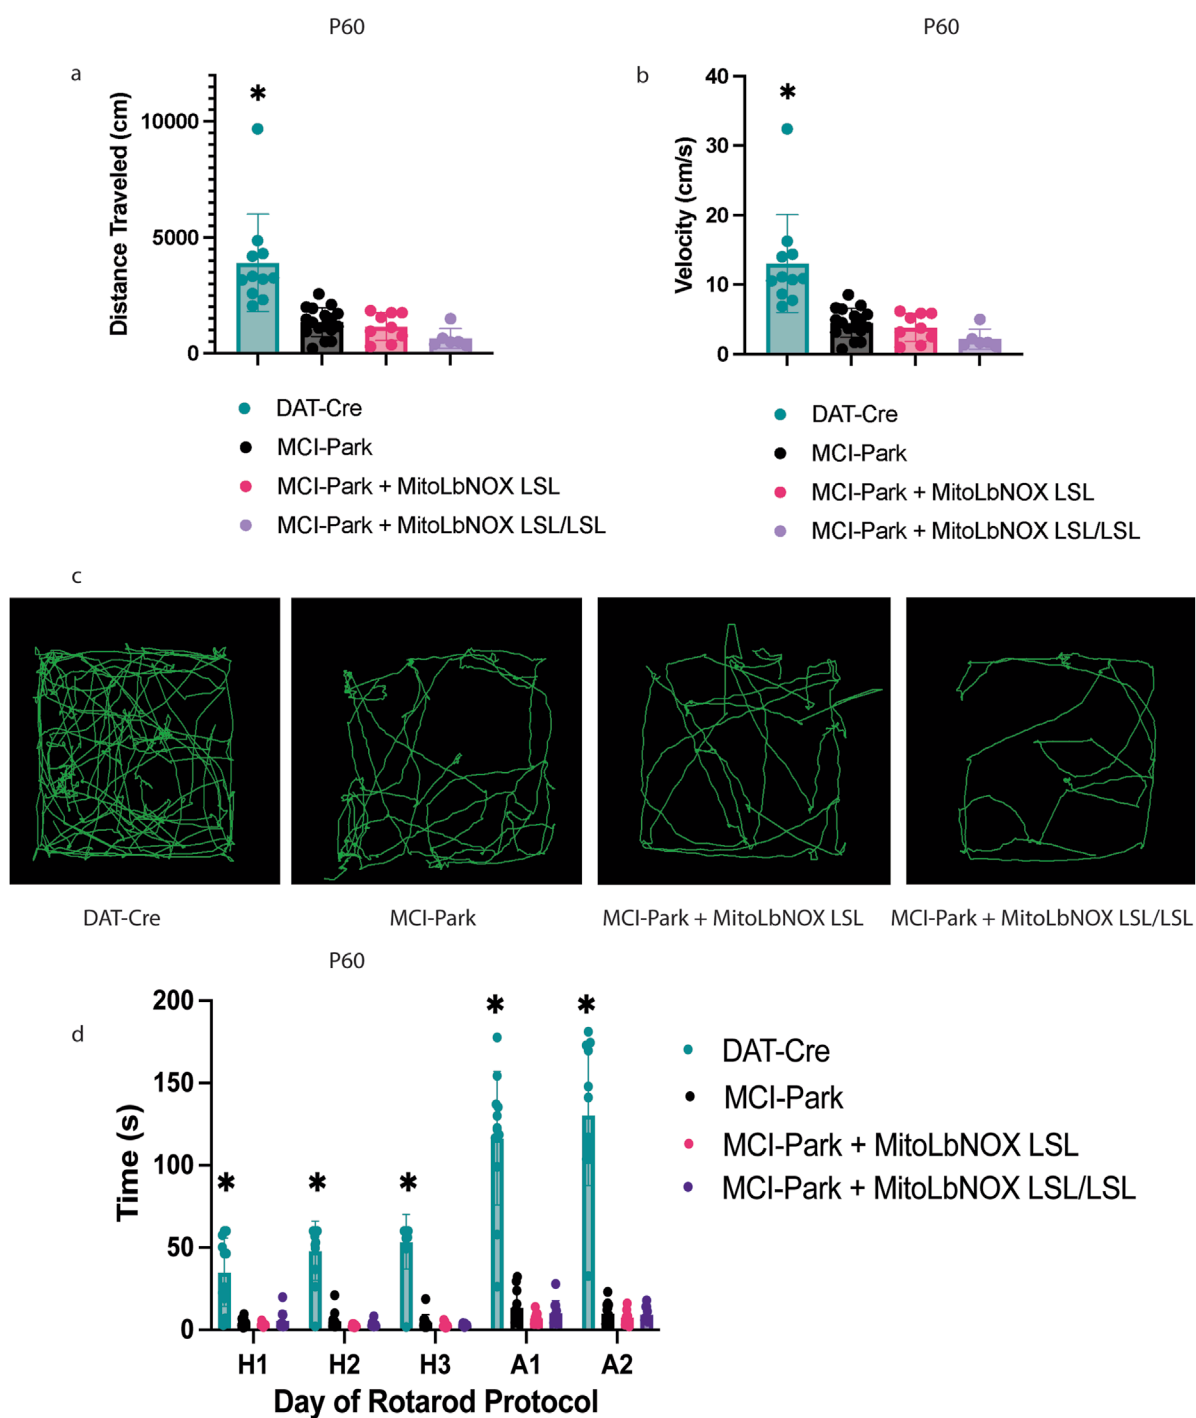 P60
P60
a
b
*
*
Distance Traveled (cm)
10000
5000
0
Velocity (cm/s)
40
30
20
10
0
DAT-Cre
MCI-Park
MCI-Park + MitoLbNOX LSL
MCI-Park + MitoLbNOX LSL/LSL
DAT-Cre
MCI-Park
MCI-Park + MitoLbNOX LSL
MCI-Park + MitoLbNOX LSL/LSL
c
DAT-Cre
MCI-Park
MCI-Park + MitoLbNOX LSL
MCI-Park + MitoLbNOX LSL/LSL
P60
d
Time (s)
200
150
100
50
0
* * * * *
H1 H2 H3 A1 A2
Day of Rotarod Protocol
DAT-Cre
MCI-Park
MCI-Park + MitoLbNOX LSL
MCI-Park + MitoLbNOX LSL/LSL